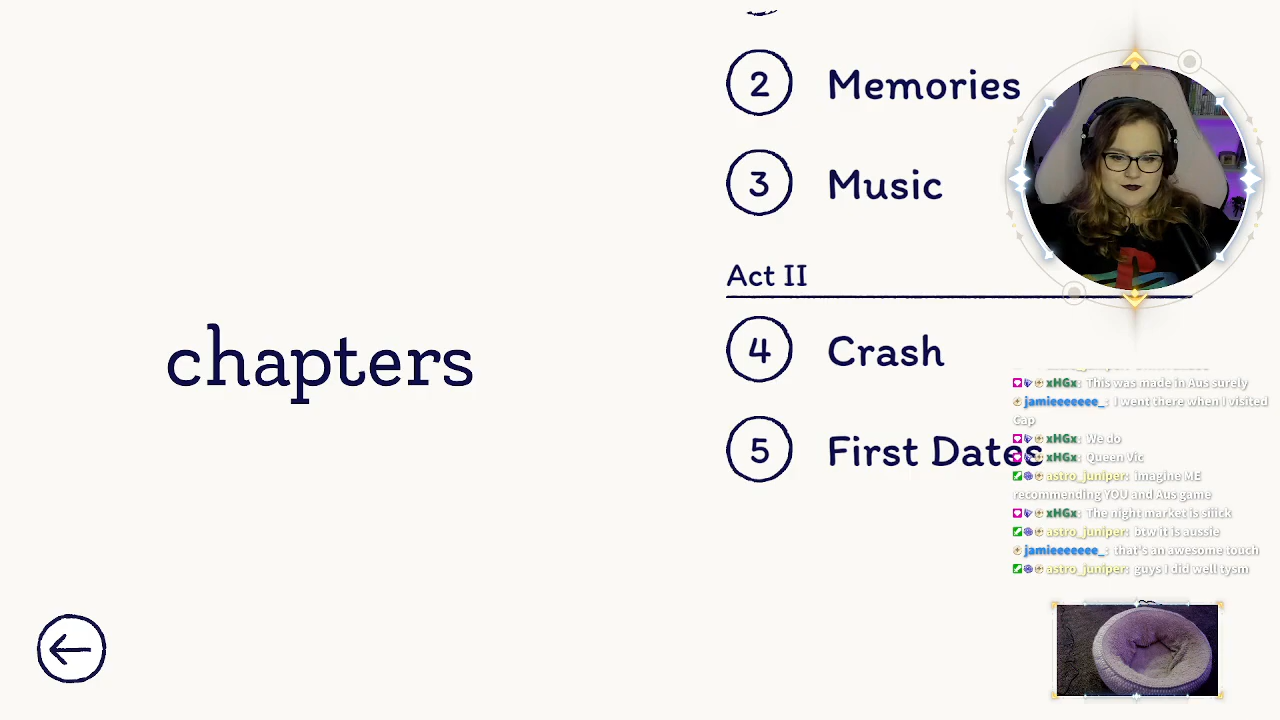 chapters
2 Memories
3 Music
Act II
4 Crash
5 First Dates
xHGx: This was made in Aus surely
jamieeeeeee_: I went there when I visited
Cap
xHGx: We do
xHGx: Queen Vic
astro_juniper: imagine ME
recommending YOU and Aus game
xHGx: The night market is siiick
astro_juniper: btw it is aussie
jamieeeeeee_: that's an awesome touch
astro_juniper: guys I did well tysm